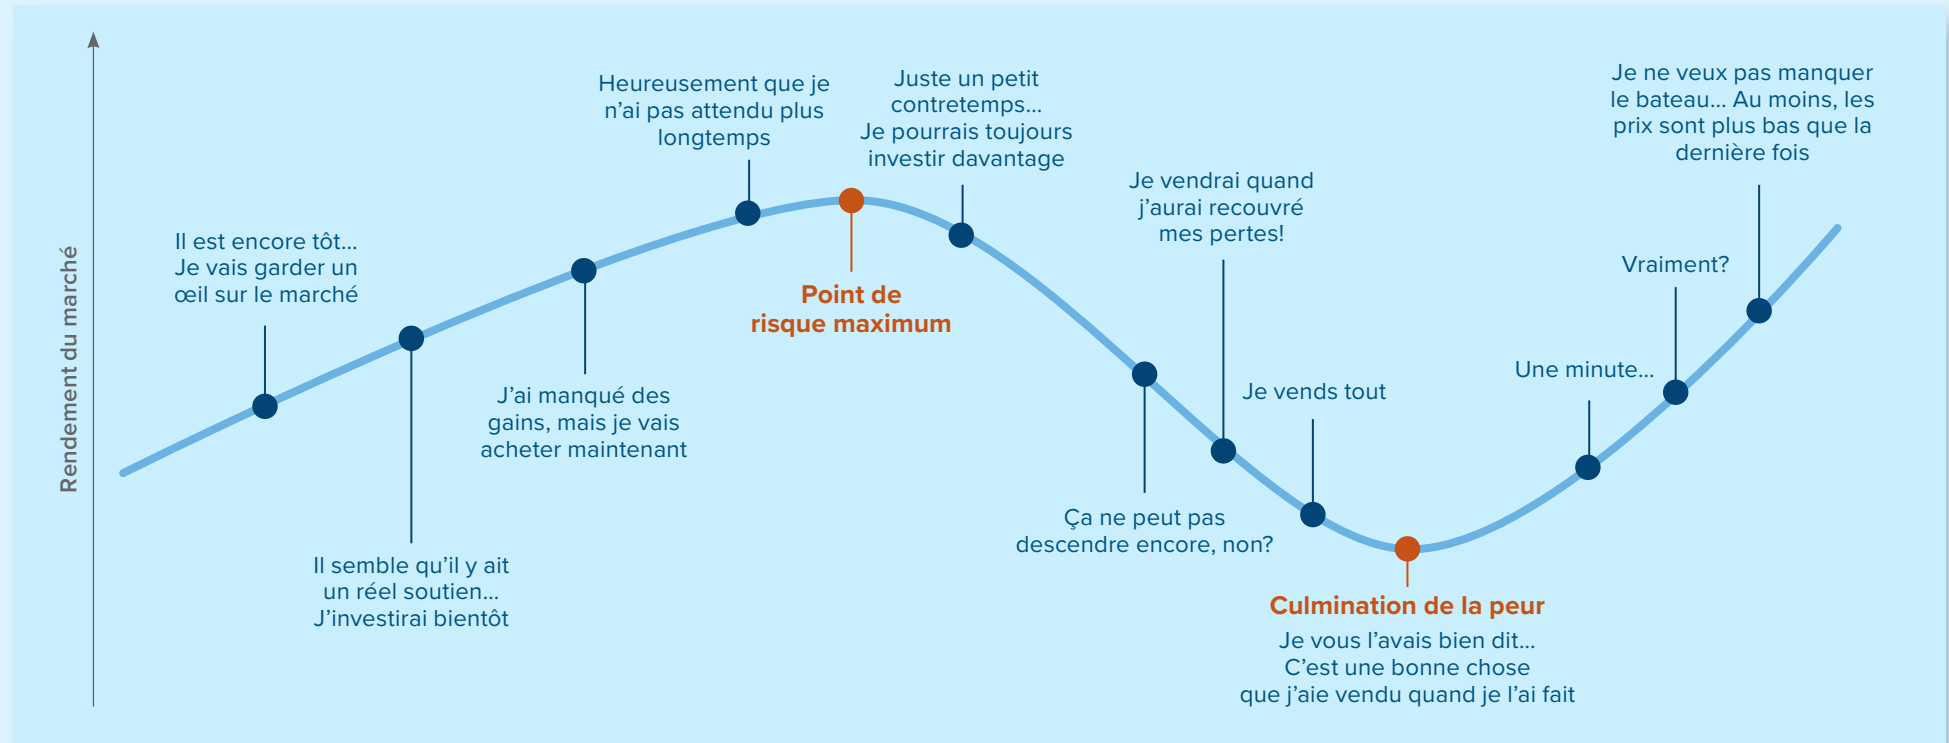 Rendement du marché
Il est encore tôt...
Je vais garder un
œil sur le marché
Il semble qu’il y ait
un réel soutien...
J’investirai bientôt
J’ai manqué des
gains, mais je vais
acheter maintenant
Heureusement que je
n’ai pas attendu plus
longtemps
Point de
risque maximum
Juste un petit
contretemps...
Je pourrais toujours
investir davantage
Ça ne peut pas
descendre encore, non?
Je vendrai quand
j’aurai recouvré
mes pertes!
Je vends tout
Culmination de la peur
Je vous l’avais bien dit...
C’est une bonne chose
que j’aie vendu quand je l’ai fait
Une minute...
Vraiment?
Je ne veux pas manquer
le bateau... Au moins, les
prix sont plus bas que la
dernière fois